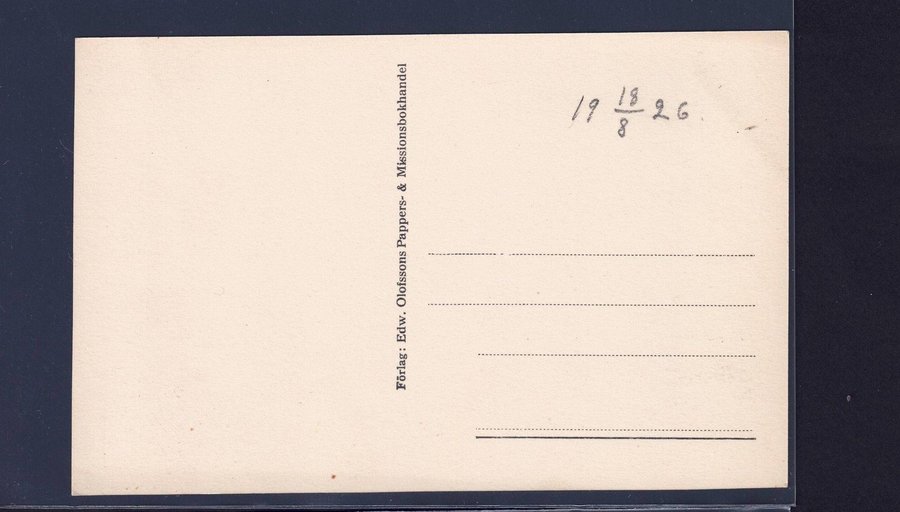 Förlag: Edw. Olofssons Pappers- & Missionsbokhandel
19 18/8 26